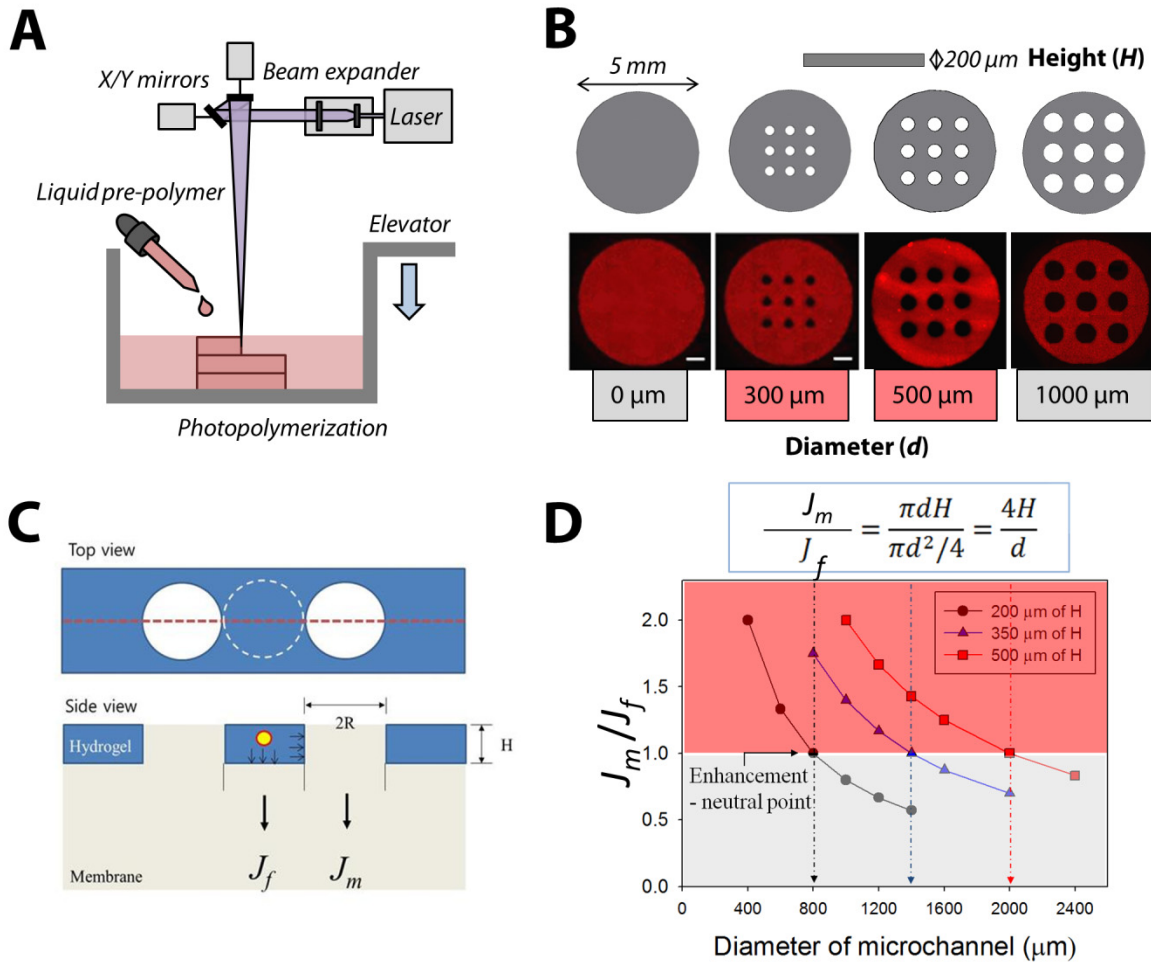 A
X/Y mirrors
Beam expander
Laser
Liquid pre-polymer
Elevator
Photopolymerization
B
5 mm
200 µm Height (H)
0 µm
300 µm
500 µm
1000 µm
Diameter (d)
C
Top view
Side view
Hydrogel
2R
H
J_f
J_m
Membrane
D
J_m / J_f = πdH / πd²/4 = 4H / d
200 µm of H
350 µm of H
500 µm of H
Enhancement
- neutral point
J_m/J_f
2.0
1.5
1.0
0.5
0.0
0 400 800 1200 1600 2000 2400
Diameter of microchannel (µm)